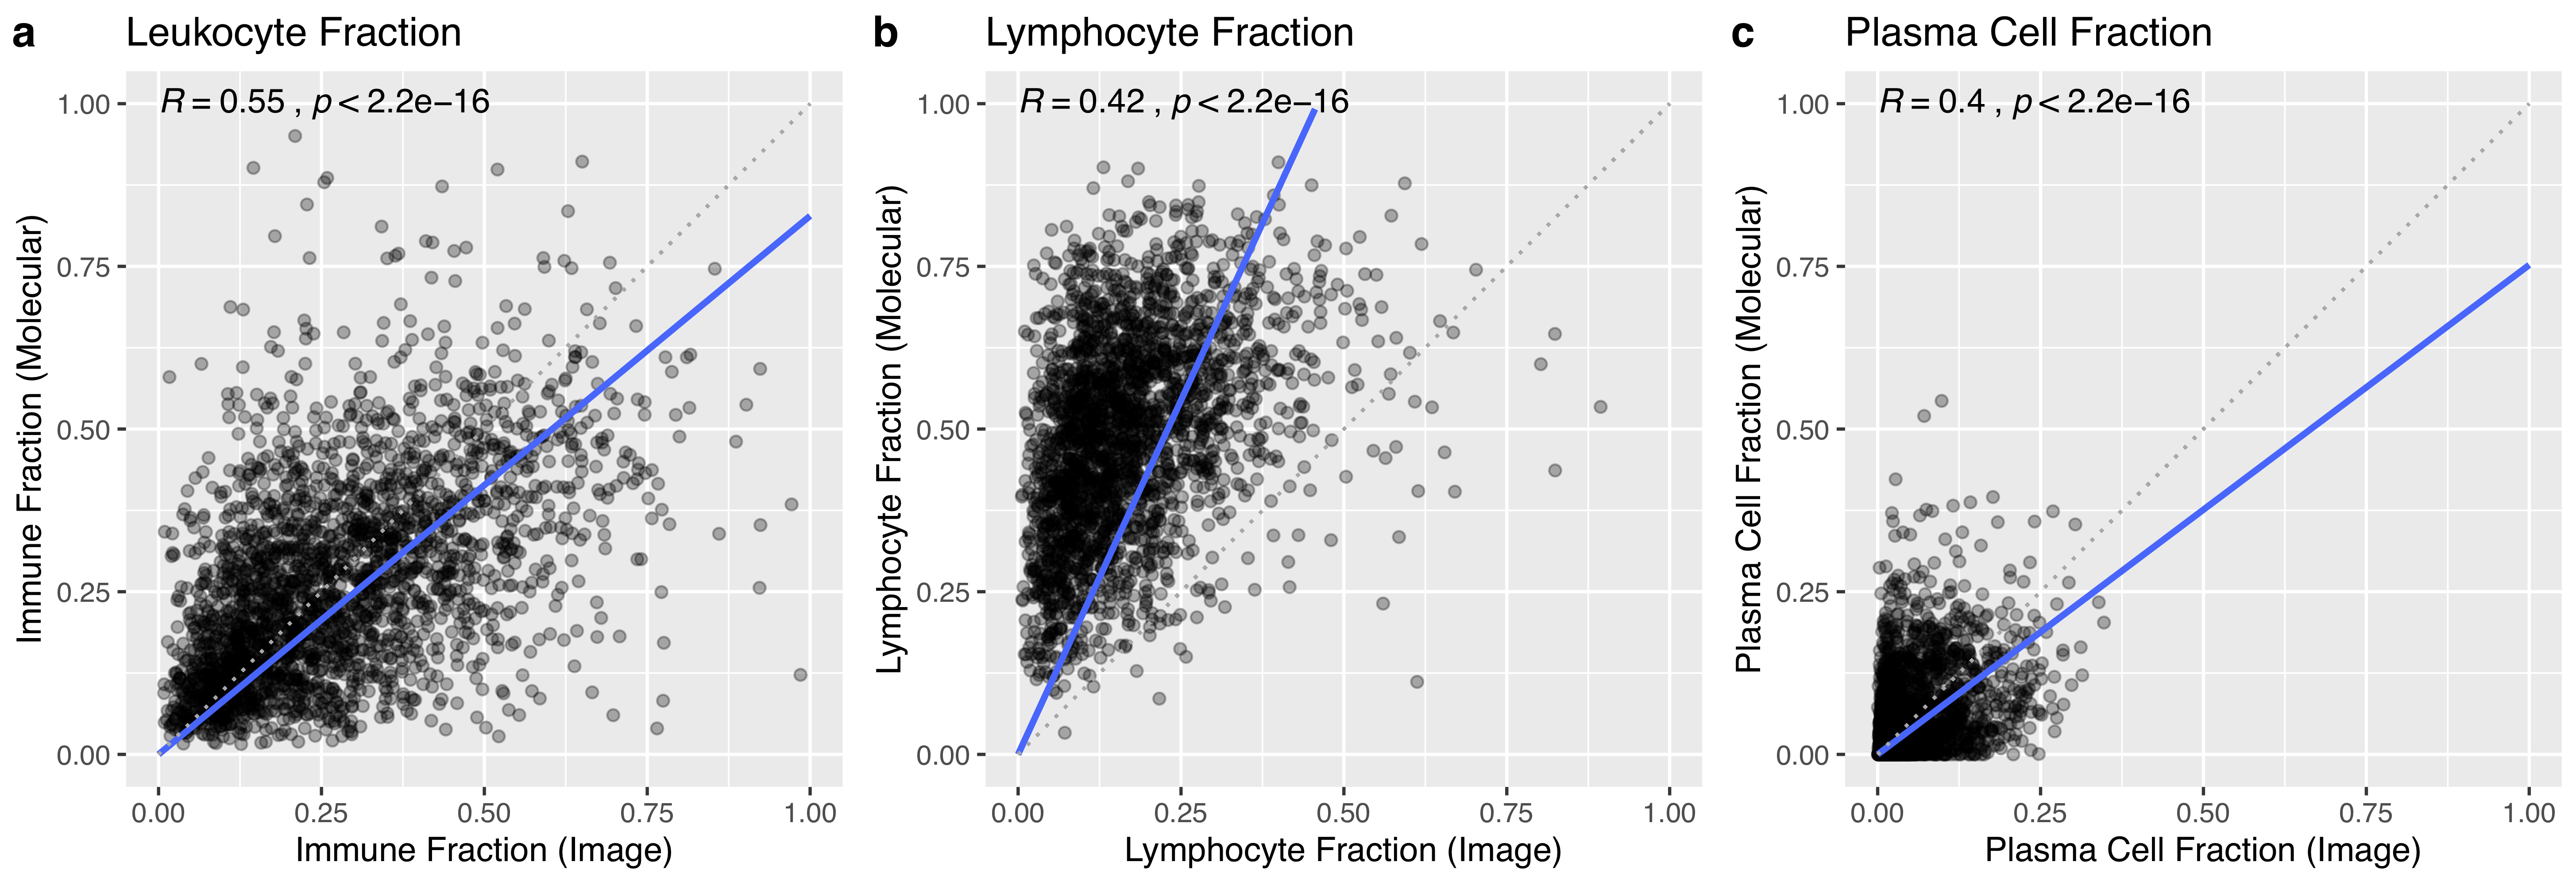 a Leukocyte Fraction
R = 0.55 , p < 2.2e−16
1.00
0.75
0.50
0.25
0.00
Immune Fraction (Molecular)
0.00 0.25 0.50 0.75 1.00
Immune Fraction (Image)
b Lymphocyte Fraction
R = 0.42 , p < 2.2e−16
1.00
0.75
0.50
0.25
0.00
Lymphocyte Fraction (Molecular)
0.00 0.25 0.50 0.75 1.00
Lymphocyte Fraction (Image)
c Plasma Cell Fraction
R = 0.4 , p < 2.2e−16
1.00
0.75
0.50
0.25
0.00
Plasma Cell Fraction (Molecular)
0.00 0.25 0.50 0.75 1.00
Plasma Cell Fraction (Image)